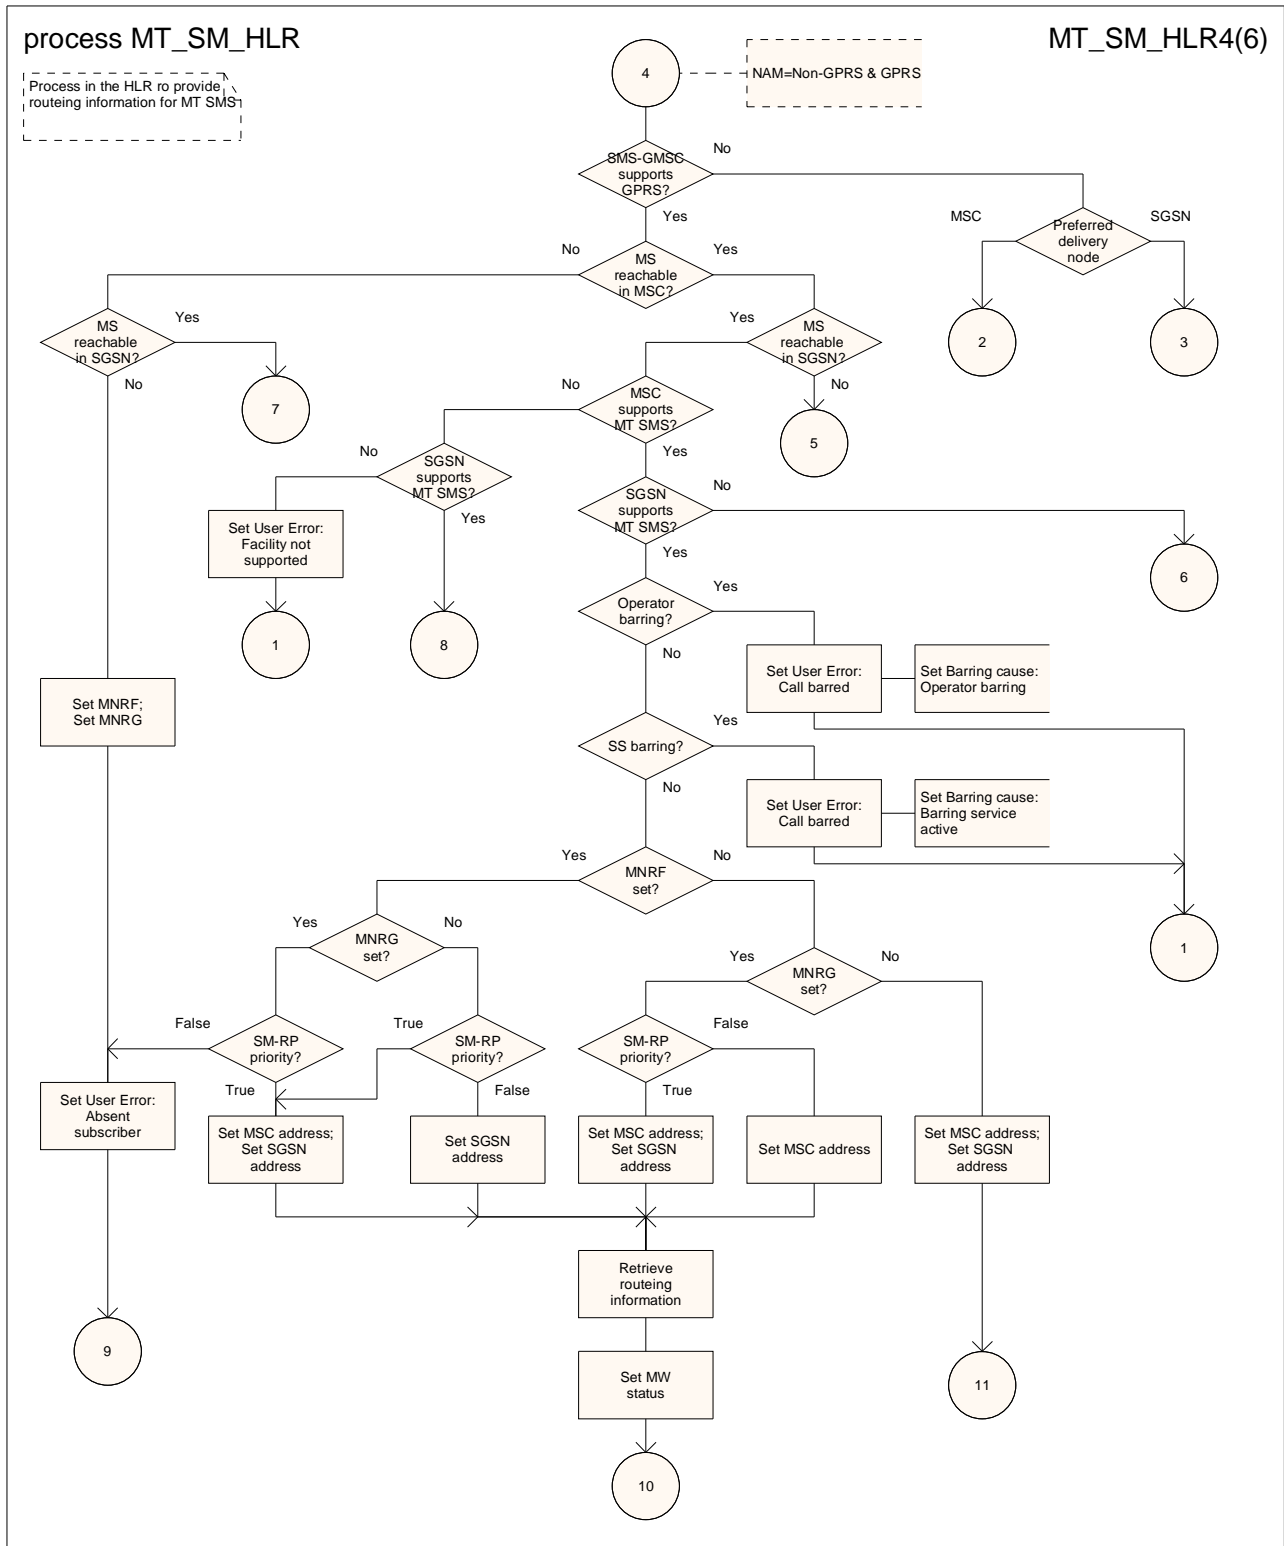 process MT_SM_HLR
MT_SM_HLR4(6)
Process in the HLR ro provide
routeing information for MT SMS
4
NAM=Non-GPRS & GPRS
SMS-GMSC
supports
GPRS?
No
Yes
MSC
Preferred
delivery
node
SGSN
No
MS
reachable
in MSC?
Yes
MS
reachable
in SGSN?
Yes
No
Yes
MS
reachable
in SGSN?
No
2
3
7
5
No
MSC
supports
MT SMS?
Yes
No
SGSN
supports
MT SMS?
Yes
SGSN
supports
MT SMS?
No
Yes
Set User Error:
Facility not
supported
6
1
8
Operator
barring?
Yes
No
Set User Error:
Call barred
Set Barring cause:
Operator barring
Set MNRF;
Set MNRG
SS barring?
Yes
No
Set User Error:
Call barred
Set Barring cause:
Barring service
active
Yes
MNRF
set?
No
Yes
MNRG
set?
No
Yes
MNRG
set?
No
1
False
SM-RP
priority?
True
True
SM-RP
priority?
False
SM-RP
priority?
False
True
Set User Error:
Absent
subscriber
Set MSC address;
Set SGSN
address
Set SGSN
address
Set MSC address;
Set SGSN
address
Set MSC address
Set MSC address;
Set SGSN
address
Retrieve
routeing
information
9
Set MW
status
11
10